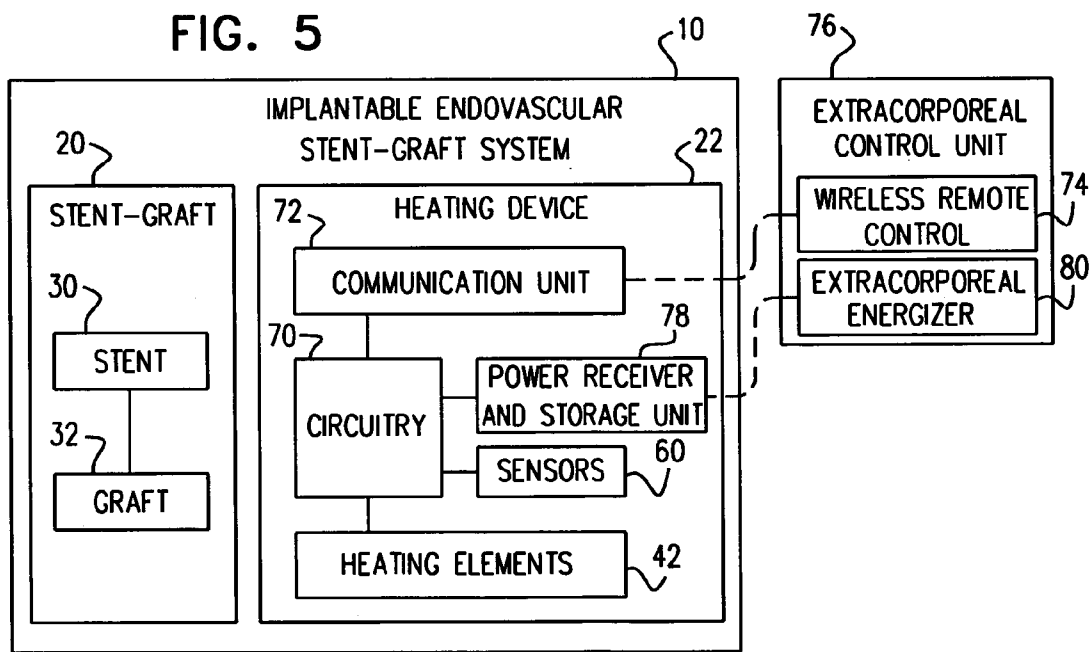 FIG. 5
10
76
IMPLANTABLE ENDOVASCULAR
STENT-GRAFT SYSTEM
20
22
STENT-GRAFT
30
STENT
32
GRAFT
HEATING DEVICE
72
COMMUNICATION UNIT
70
CIRCUITRY
78
POWER RECEIVER
AND STORAGE UNIT
SENSORS
60
HEATING ELEMENTS
42
EXTRACORPOREAL
CONTROL UNIT
WIRELESS REMOTE
CONTROL
74
EXTRACORPOREAL
ENERGIZER
80